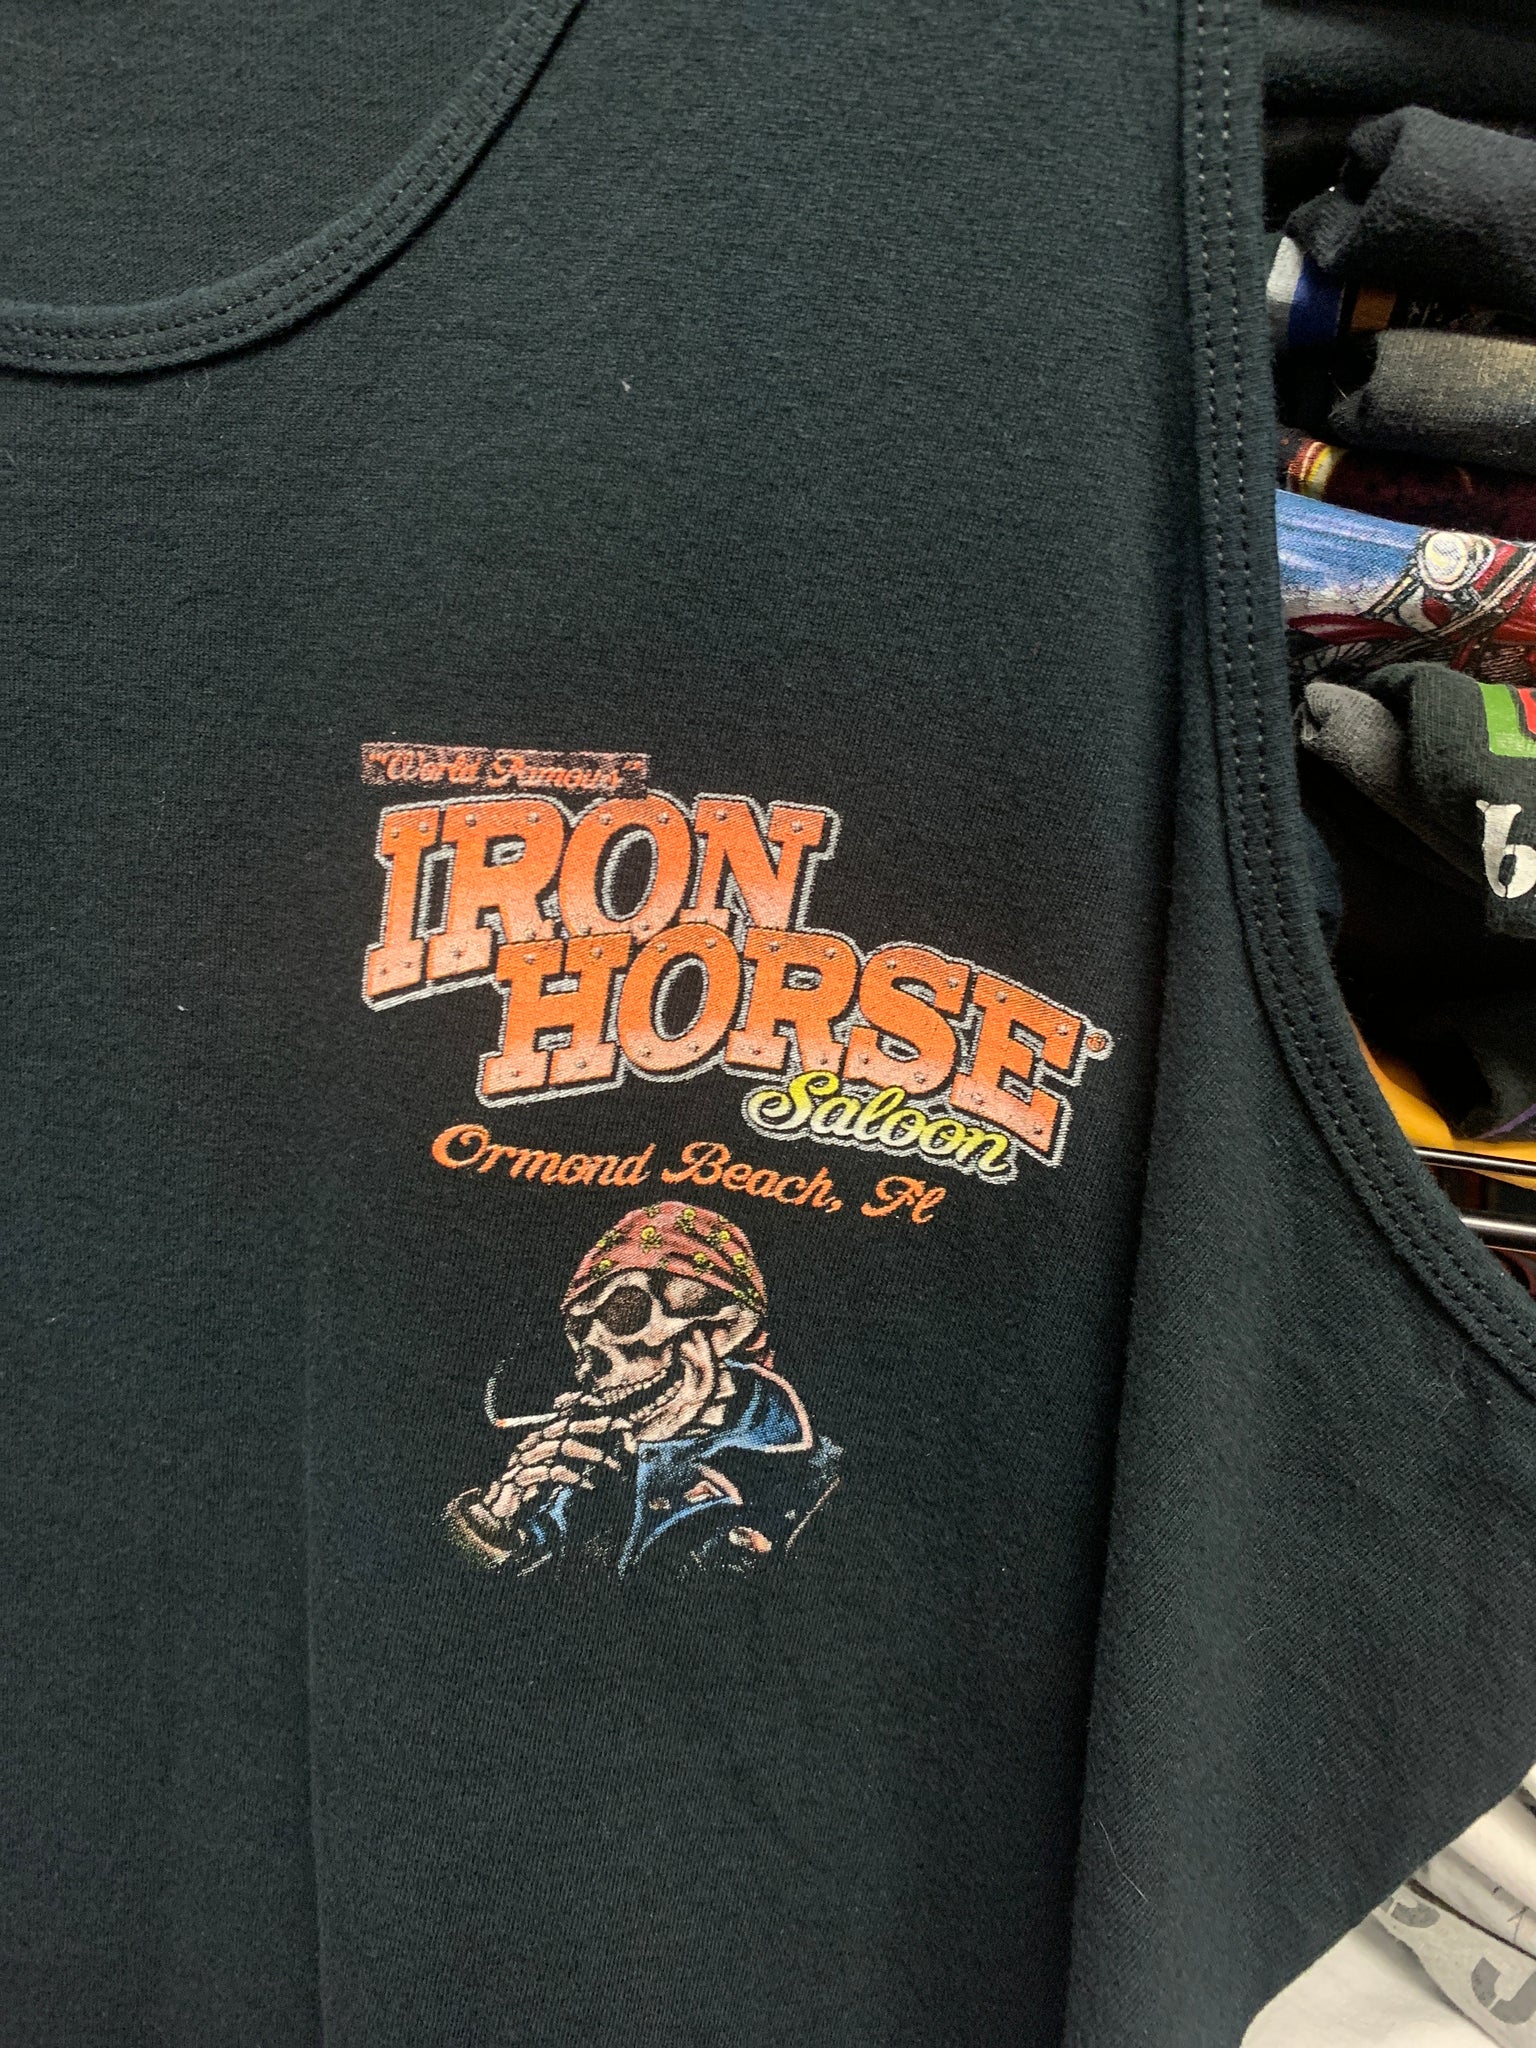 "World Famous"
IRON
HORSE®
Saloon
Ormond Beach, Fl
b